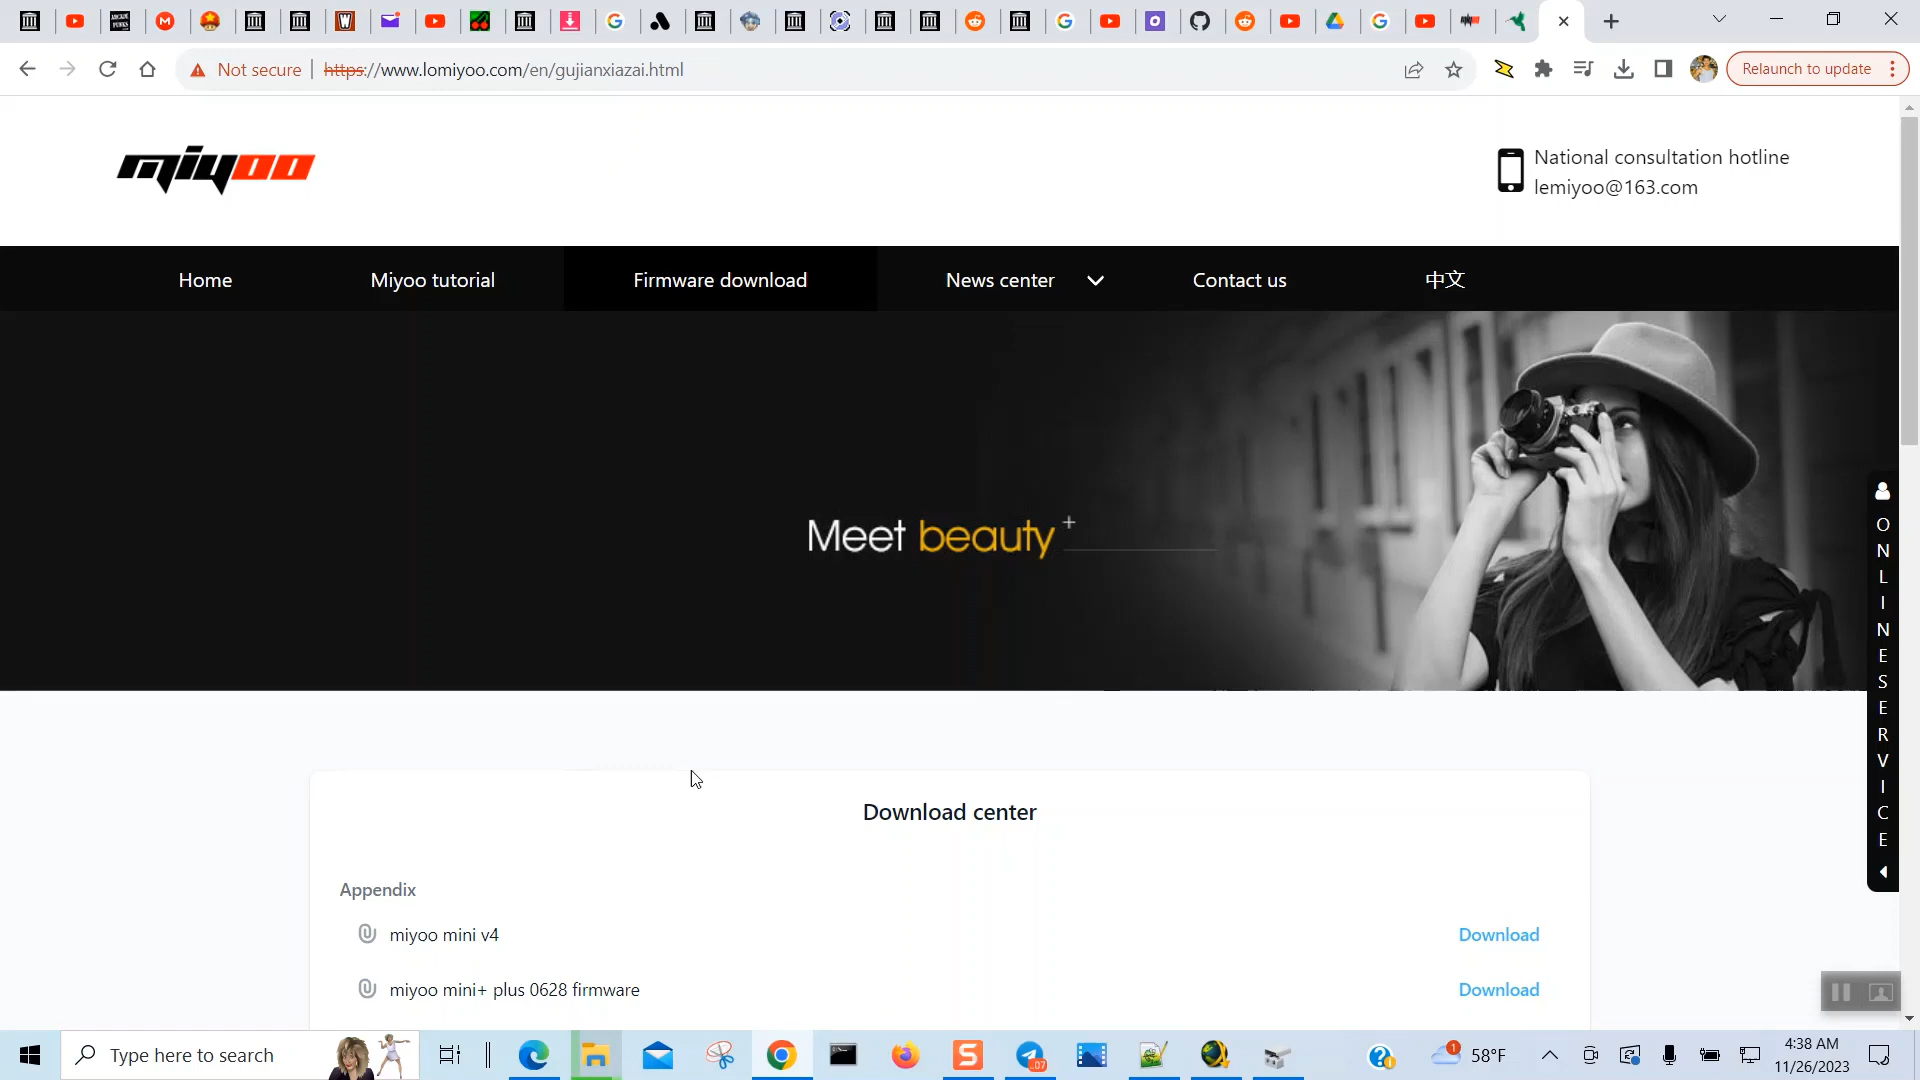 Not secure
https://www.lomiyoo.com/en/gujianxiazai.html
Relaunch to update
miyoo
National consultation hotline
lemiyoo@163.com
Home
Miyoo tutorial
Firmware download
News center
Contact us
中文
Meet beauty+
ONLINE SERVICE
Download center
Appendix
miyoo mini v4
Download
miyoo mini+ plus 0628 firmware
Download
Type here to search
58°F
4:38 AM
11/26/2023